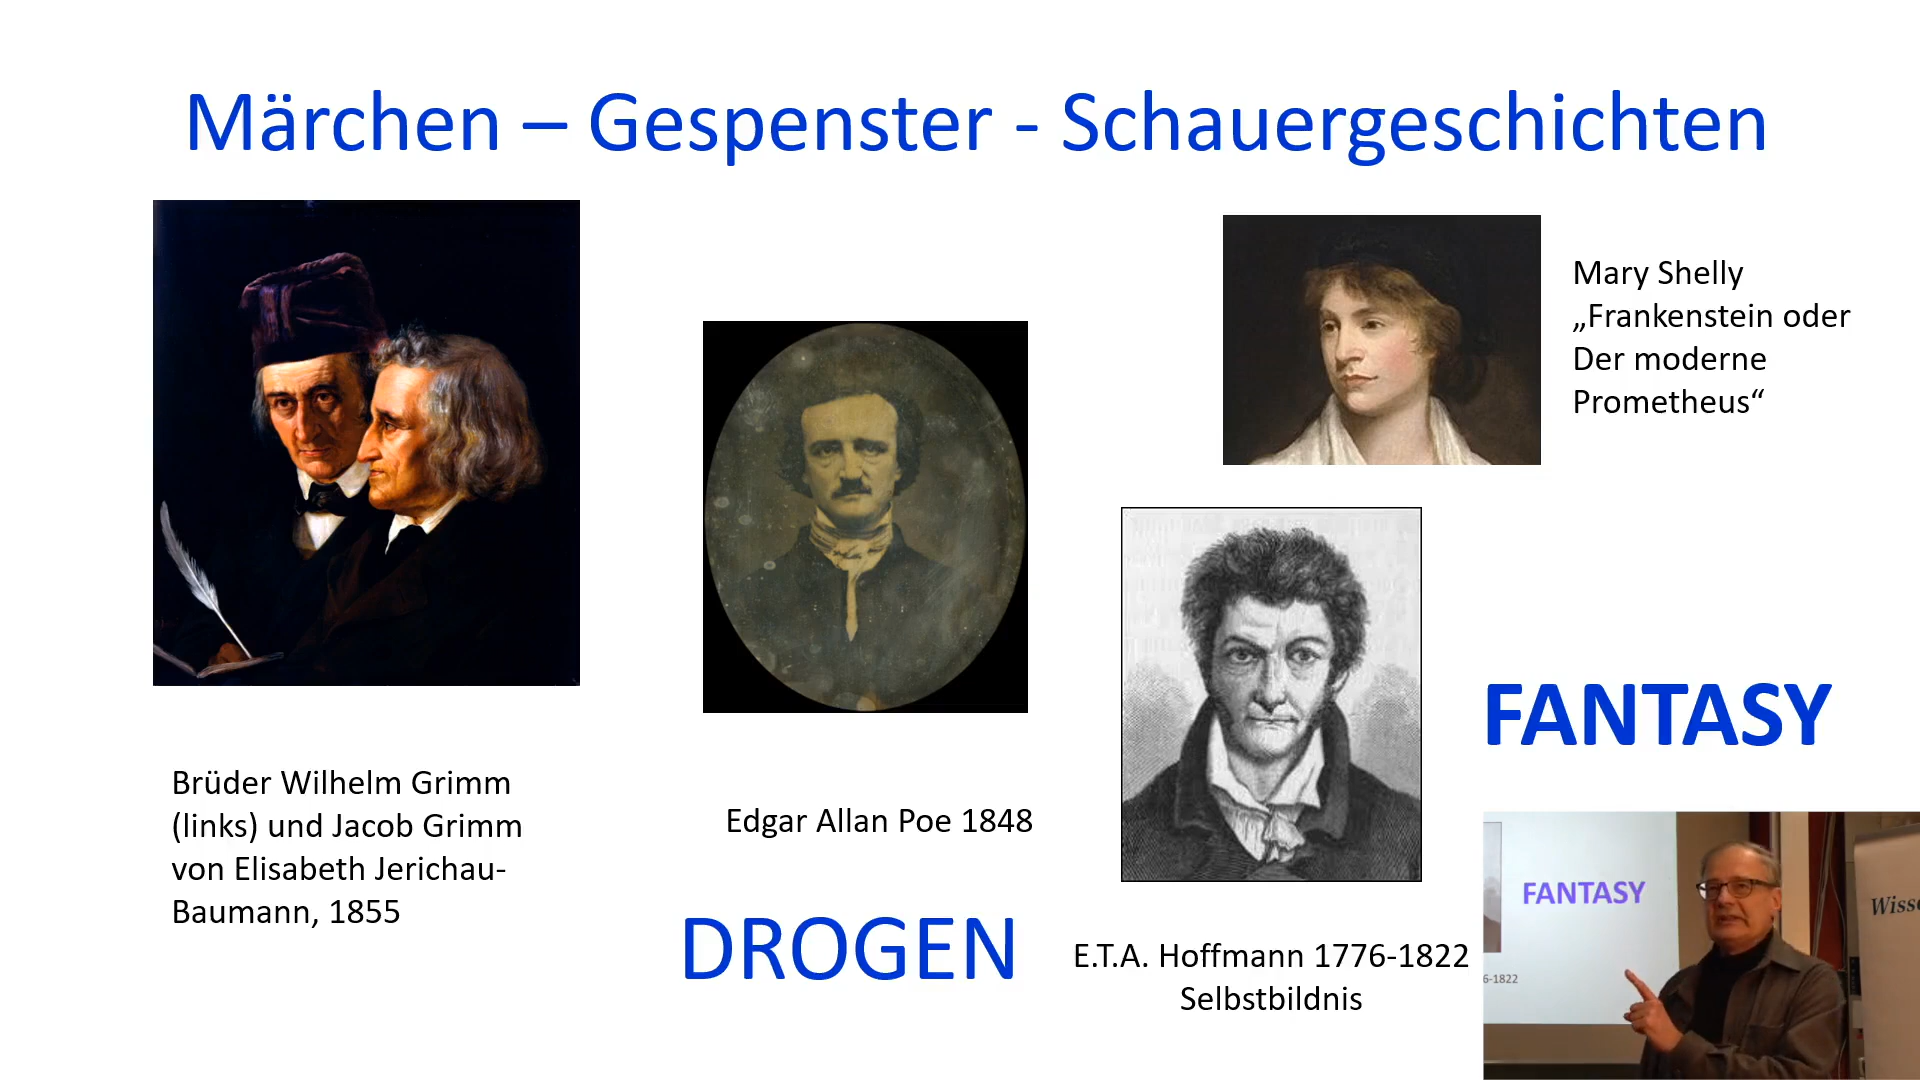 Märchen – Gespenster - Schauergeschichten
Mary Shelly
„Frankenstein oder
Der moderne
Prometheus“
Brüder Wilhelm Grimm
(links) und Jacob Grimm
von Elisabeth Jerichau-
Baumann, 1855
Edgar Allan Poe 1848
DROGEN
E.T.A. Hoffmann 1776-1822
Selbstbildnis
FANTASY
FANTASY
6-1822